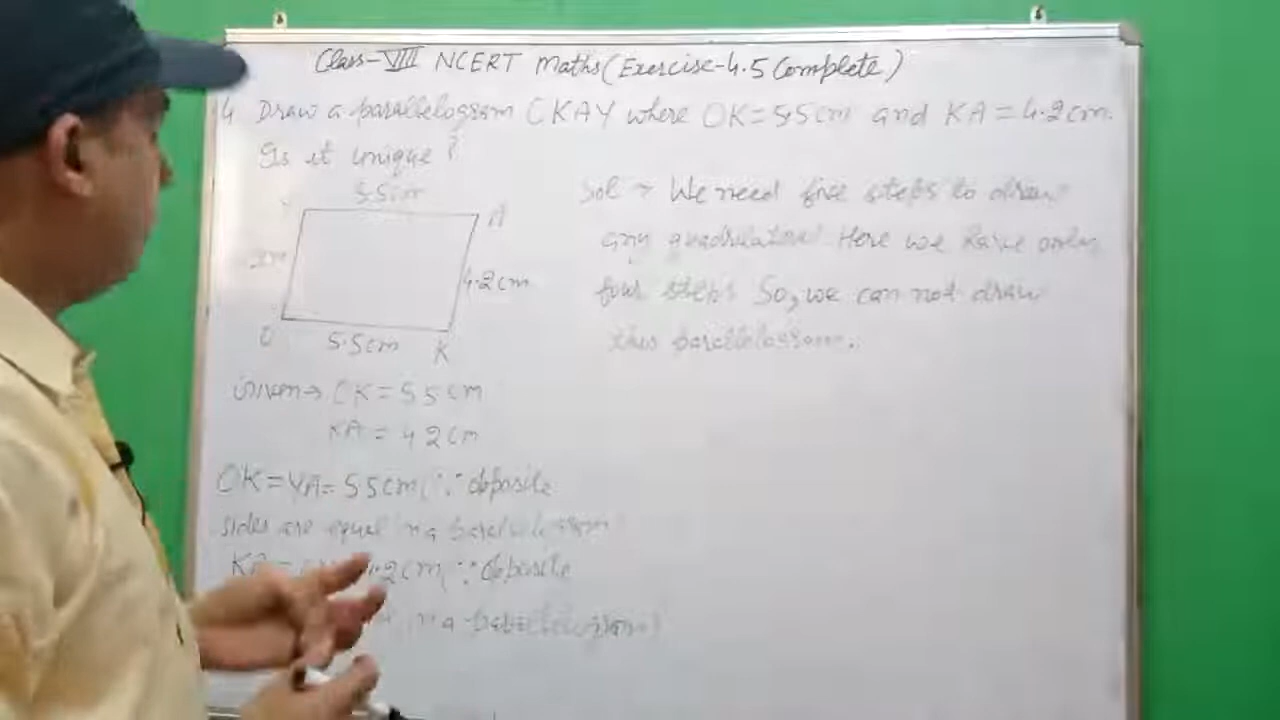 Class-VIII NCERT Maths (Exercise-4.5 Complete)
4 Draw a parallelogram OKAY where OK=5.5cm and KA=4.2cm.
Is it unique?
5.5cm
A
4.2cm
O
5.5cm
K
Given→ OK=5.5cm
KA=4.2cm
OK=YA=5.5cm, ∵ opposite
sides are equal in a parallelogram
4.2cm, ∵ opposite
in a parallelogram
Sol → We need five steps to draw
any quadrilateral. Here we have only
four steps So, we can not draw
this parallelogram.